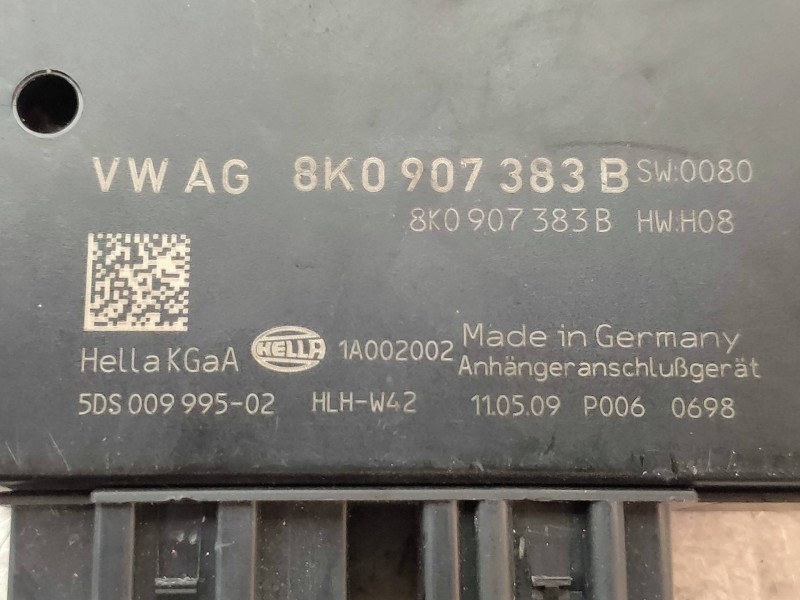 VW AG 8K0 907 383 B SW:0080
8K0 907 383 B HW:H08
Hella KGaA HELLA 1A002002 Made in Germany
Anhängeranschlußgerät
5DS 009 995-02 HLH-W42 11.05.09 P006 0698